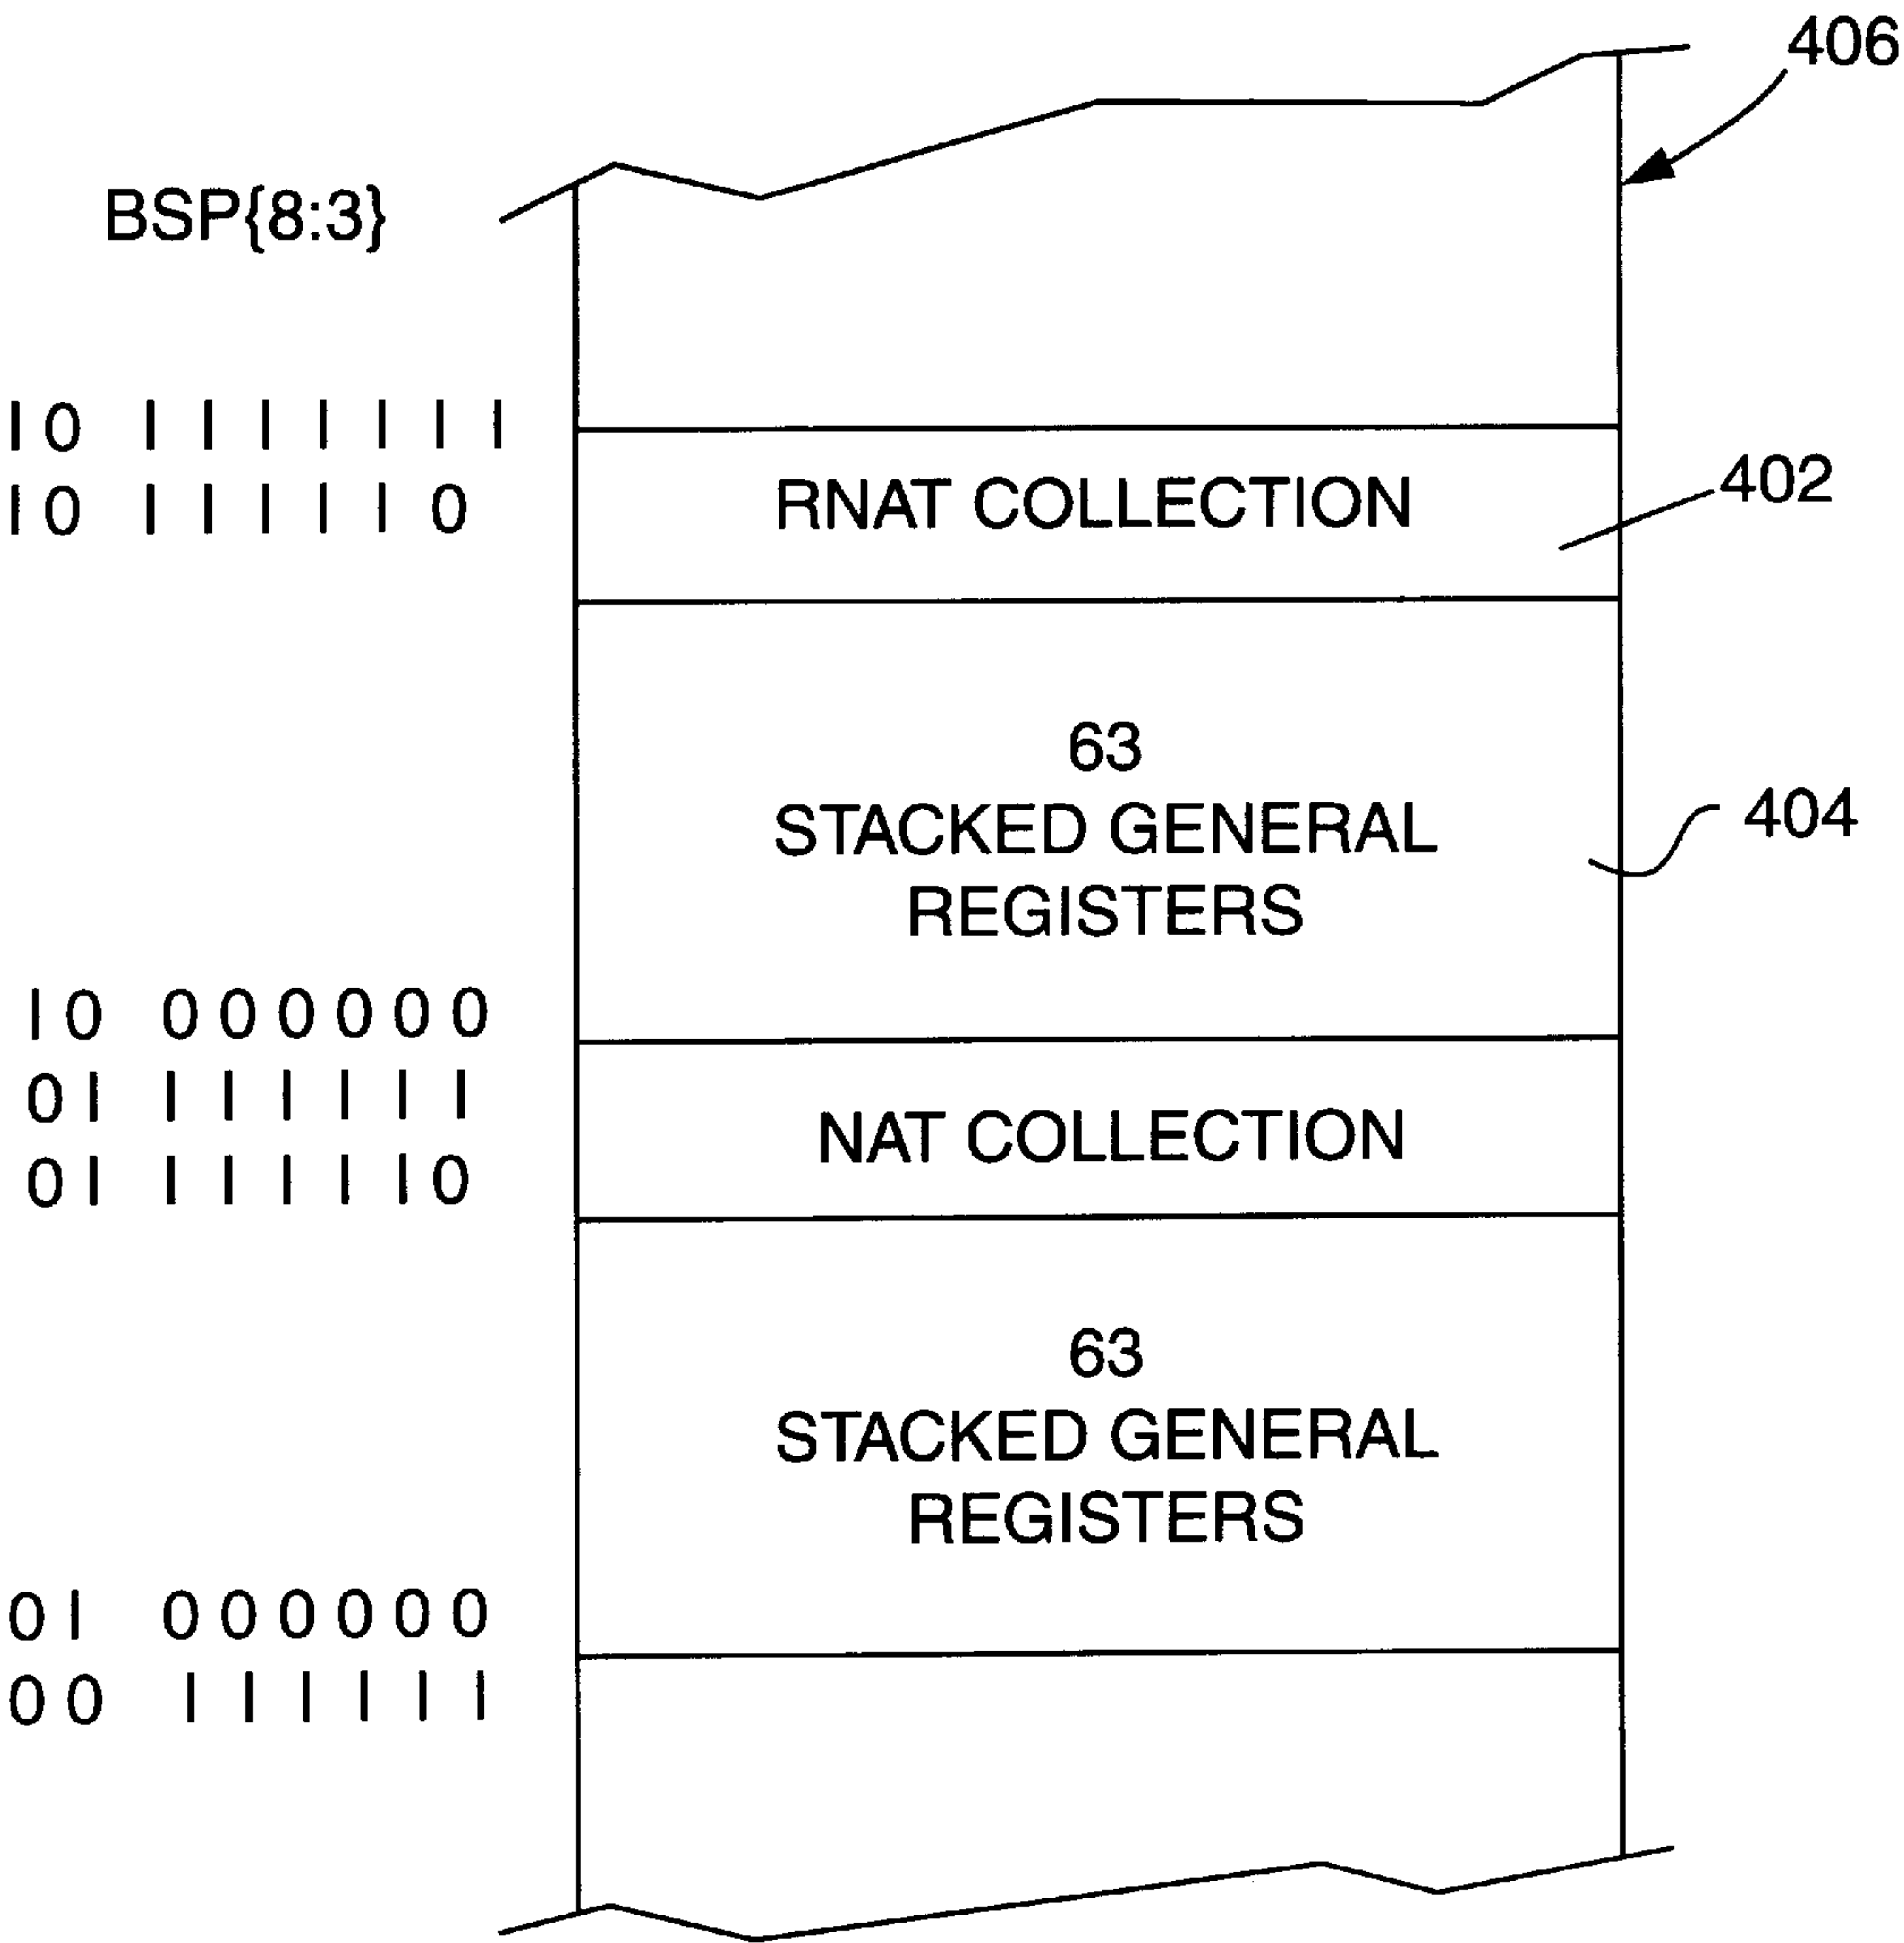 406
BSP{8:3}
10 1111111
RNAT COLLECTION
402
10 111110
63
STACKED GENERAL
REGISTERS
404
10 000000
01 111111
NAT COLLECTION
01 111110
63
STACKED GENERAL
REGISTERS
01 000000
00 111111